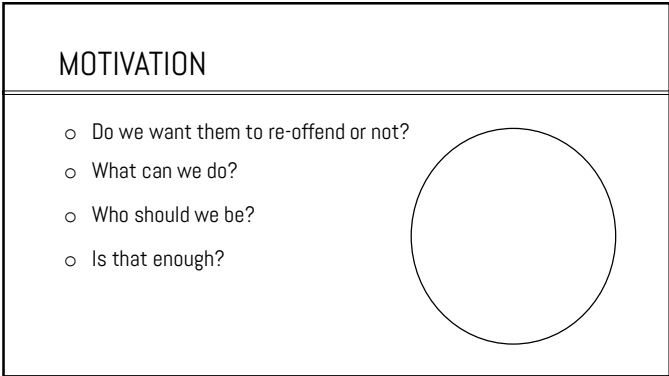 MOTIVATION
o Do we want them to re-offend or not?
o What can we do?
o Who should we be?
o Is that enough?